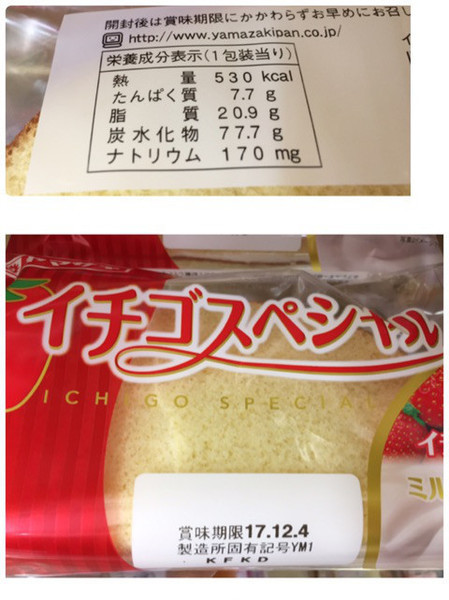 開封後は賞味期限にかかわらずお早めにお召し
http://www.yamazakipan.co.jp/
栄養成分表示(1包装当り)
熱 量 530 kcal
たんぱく質 7.7 g
脂 質 20.9 g
炭水化物 77.7 g
ナトリウム 170 mg
イチゴスペシャル
ICHIGO SPECIAL
イチ
ミル
賞味期限17.12.4
製造所固有記号YM1
KFKD